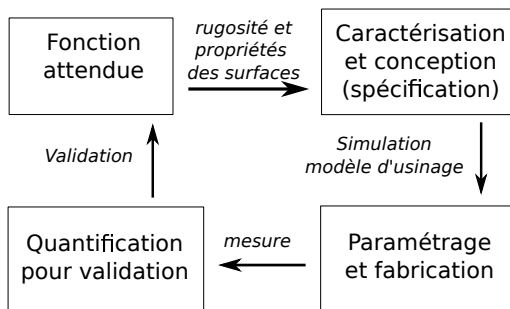 Fonction
attendue
rugosité et
propriétés
des surfaces
Caractérisation
et conception
(spécification)
Simulation
modèle d'usinage
Paramétrage
et fabrication
mesure
Quantification
pour validation
Validation